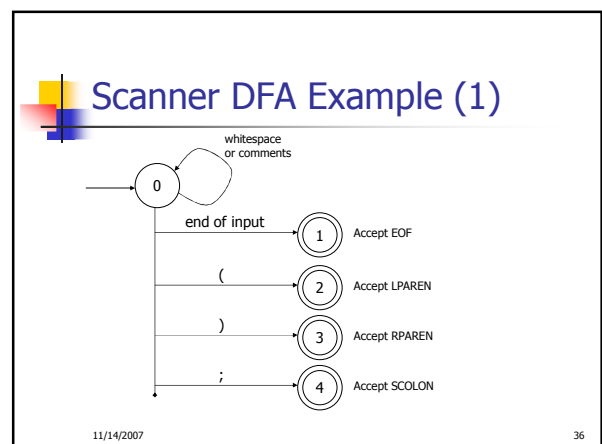 Scanner DFA Example (1)
whitespace
or comments
0
end of input
1
Accept EOF
(
2
Accept LPAREN
)
3
Accept RPAREN
;
4
Accept SCOLON
11/14/2007
36